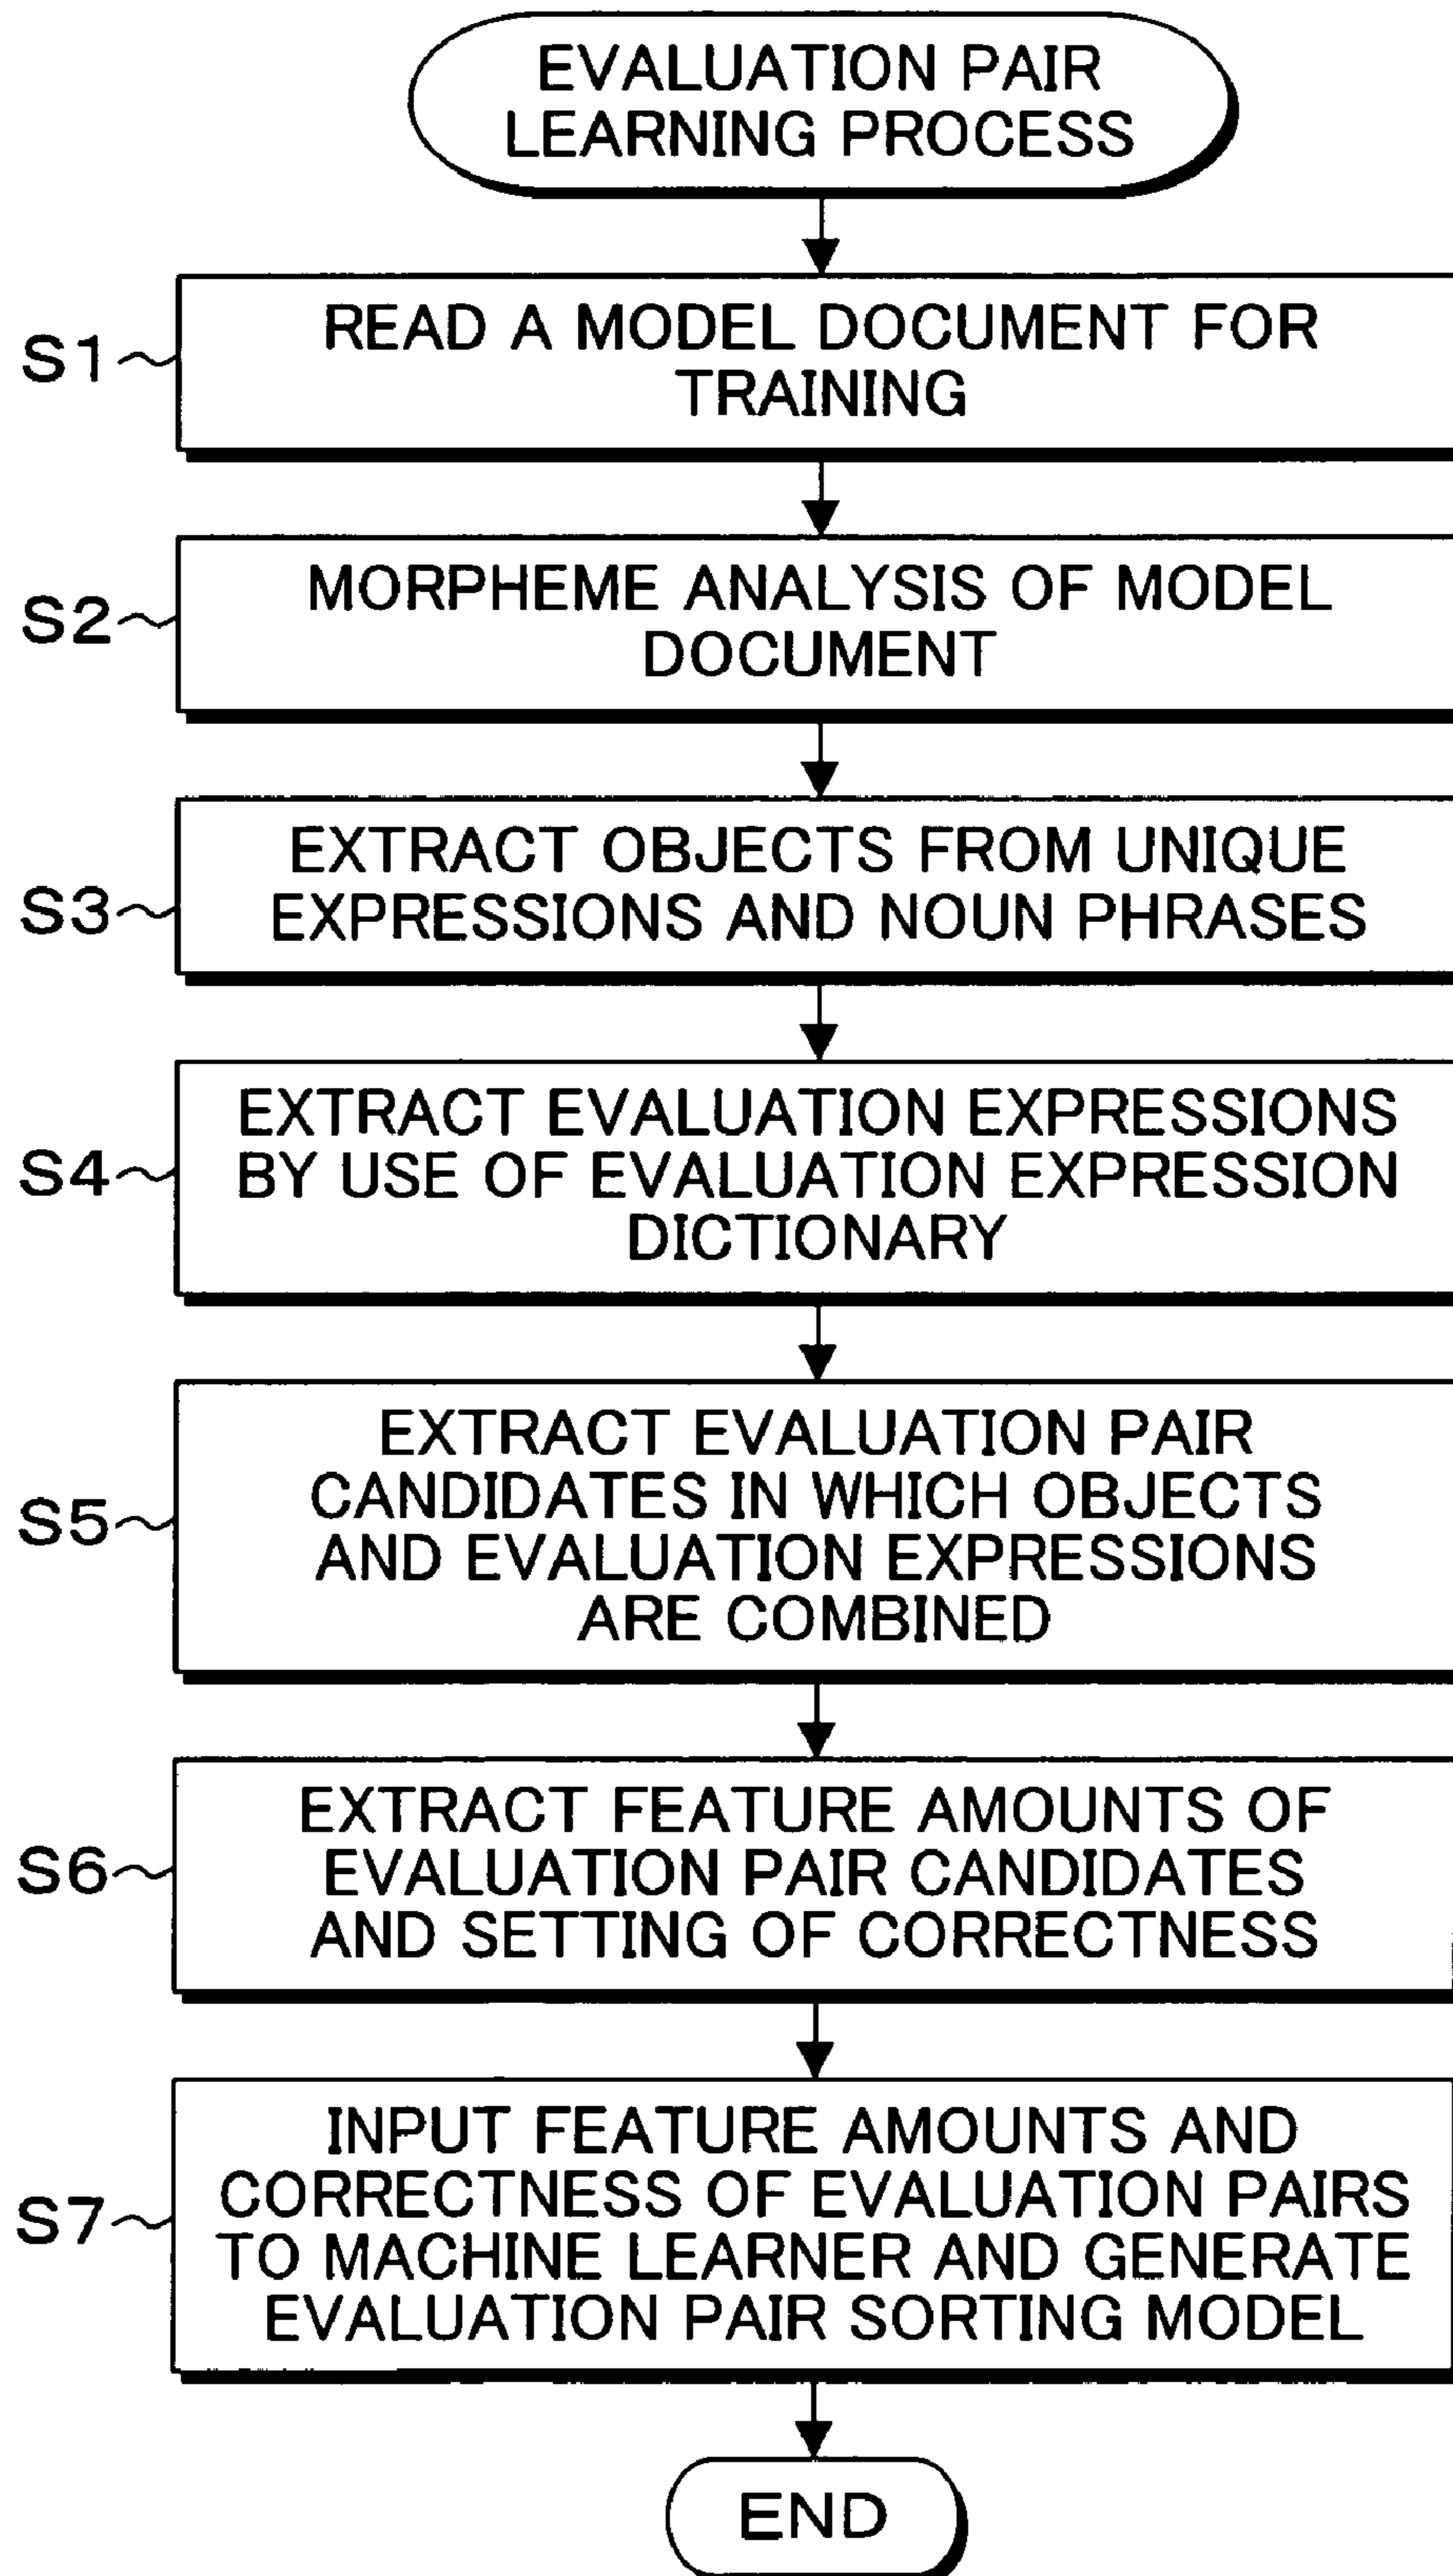 EVALUATION PAIR
LEARNING PROCESS
S1
READ A MODEL DOCUMENT FOR
TRAINING
S2
MORPHEME ANALYSIS OF MODEL
DOCUMENT
S3
EXTRACT OBJECTS FROM UNIQUE
EXPRESSIONS AND NOUN PHRASES
S4
EXTRACT EVALUATION EXPRESSIONS
BY USE OF EVALUATION EXPRESSION
DICTIONARY
S5
EXTRACT EVALUATION PAIR
CANDIDATES IN WHICH OBJECTS
AND EVALUATION EXPRESSIONS
ARE COMBINED
S6
EXTRACT FEATURE AMOUNTS OF
EVALUATION PAIR CANDIDATES
AND SETTING OF CORRECTNESS
S7
INPUT FEATURE AMOUNTS AND
CORRECTNESS OF EVALUATION PAIRS
TO MACHINE LEARNER AND GENERATE
EVALUATION PAIR SORTING MODEL
END